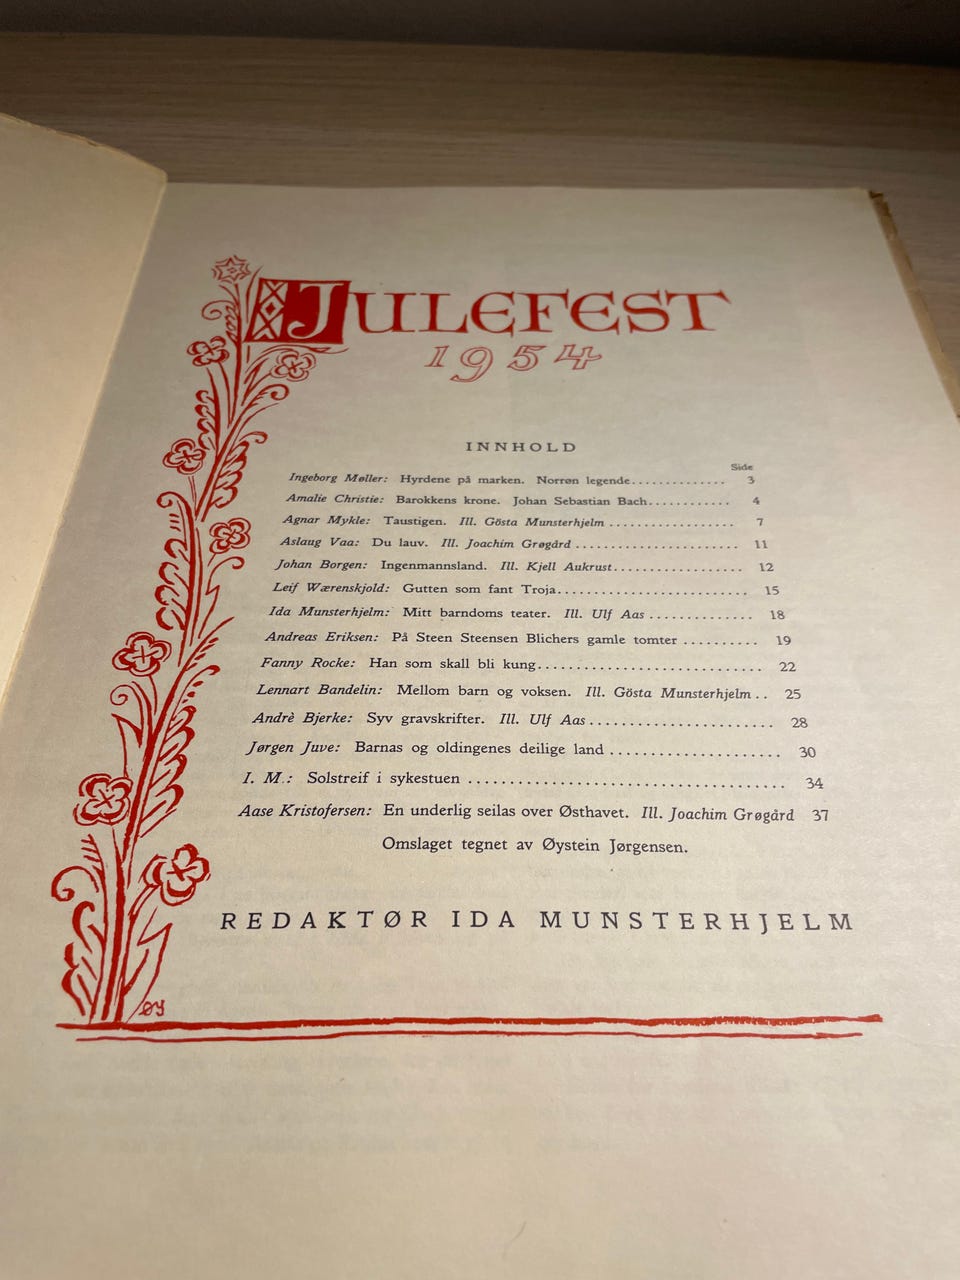 JULEFEST
1954
INNHOLD
Side
Ingeborg Møller: Hyrdene på marken. Norrøn legende.............. 3
Amalie Christie: Barokkens krone. Johan Sebastian Bach............ 4
Agnar Mykle: Taustigen. Ill. Gösta Munsterhjelm .................. 7
Aslaug Vaa: Du lauv. Ill. Joachim Grøgård ........................ 11
Johan Borgen: Ingenmannsland. Ill. Kjell Aukrust.................. 12
Leif Wærenskjold: Gutten som fant Troja........................... 15
Ida Munsterhjelm: Mitt barndoms teater. Ill. Ulf Aas .............. 18
Andreas Eriksen: På Steen Steensen Blichers gamle tomter .......... 19
Fanny Rocke: Han som skall bli kung............................. 22
Lennart Bandelin: Mellom barn og voksen. Ill. Gösta Munsterhjelm .. 25
Andrè Bjerke: Syv gravskrifter. Ill. Ulf Aas....................... 28
Jørgen Juve: Barnas og oldingenes deilige land ..................... 30
I. M.: Solstreif i sykestuen ...................................... 34
Aase Kristofersen: En underlig seilas over Østhavet. Ill. Joachim Grøgård 37
Omslaget tegnet av Øystein Jørgensen.
REDAKTØR IDA MUNSTERHJELM
ØJ